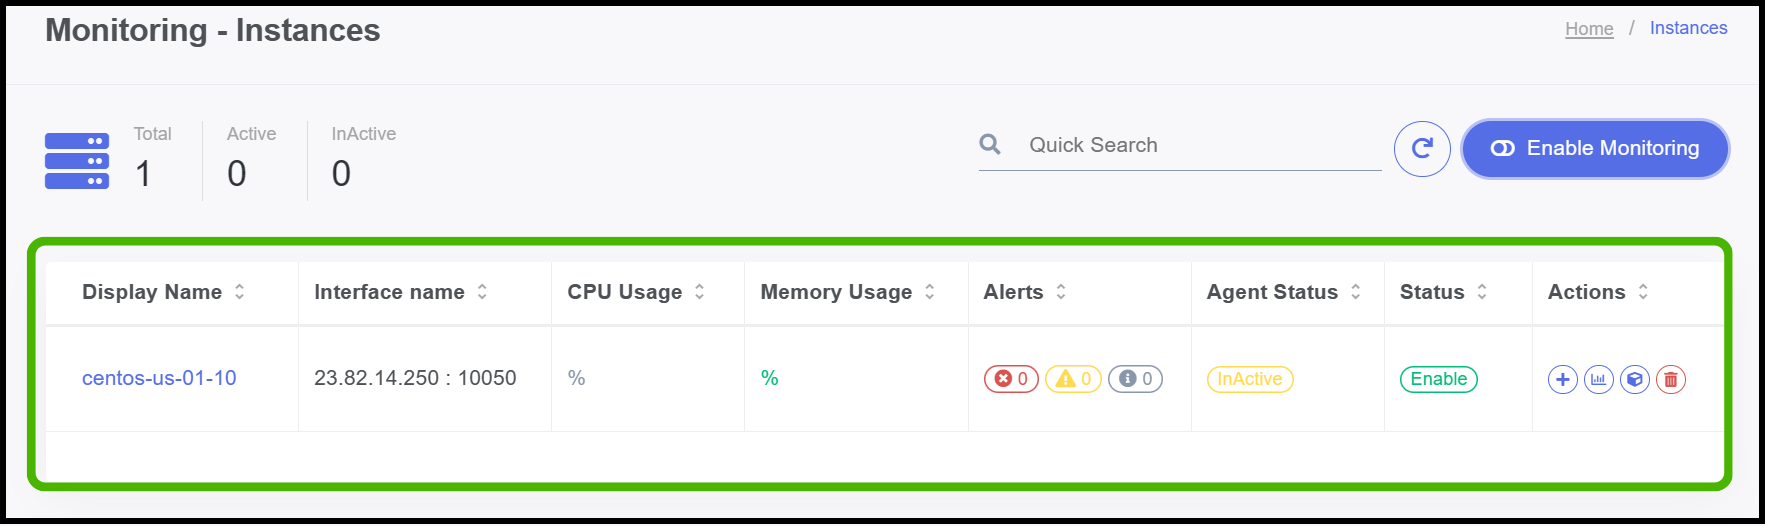 Monitoring - Instances
Home / Instances
Total Active InActive
1 0 0
Quick Search
Enable Monitoring
Display Name Interface name CPU Usage Memory Usage Alerts Agent Status Status Actions
centos-us-01-10 23.82.14.250 : 10050 % % 0 0 0 InActive Enable